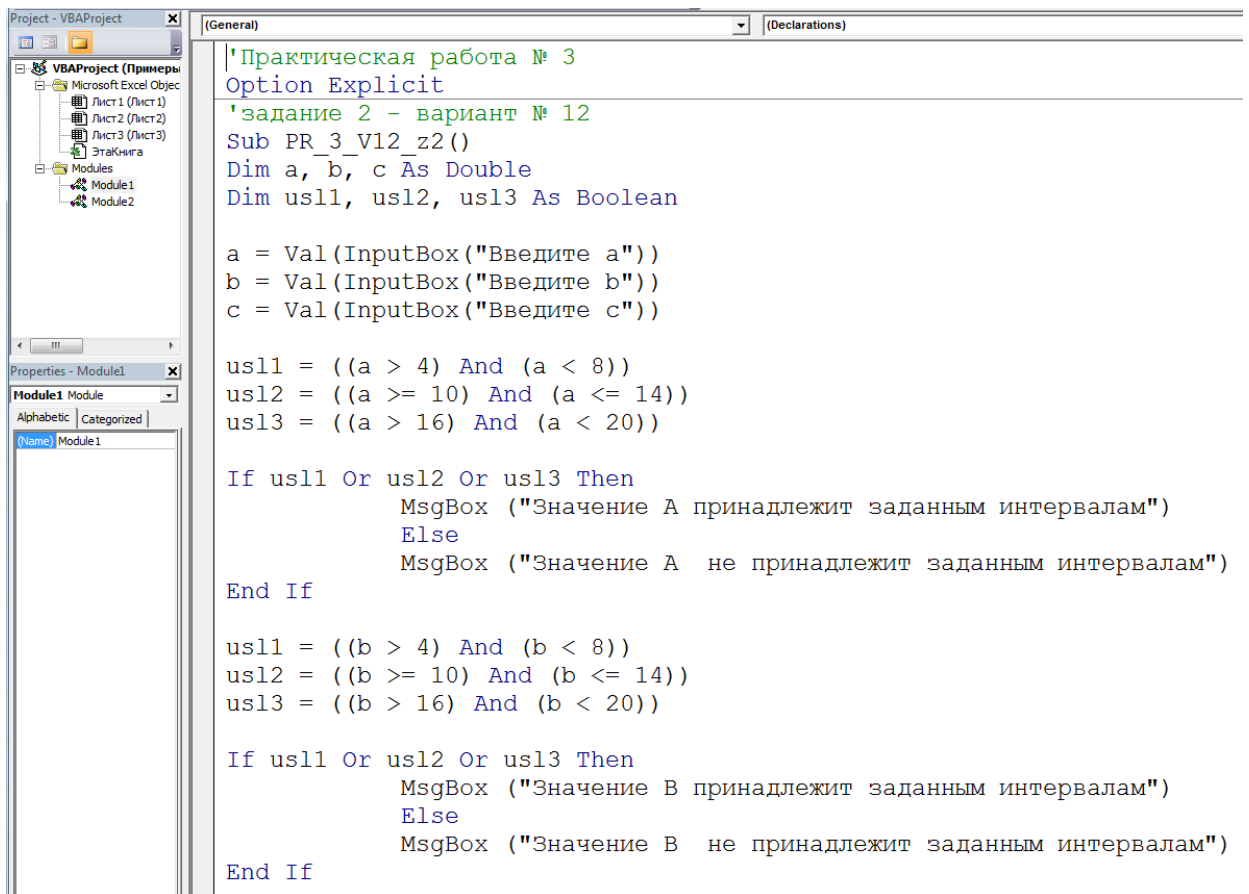 Project - VBAProject
VBAProject (Примеры
Microsoft Excel Objec
Лист1 (Лист1)
Лист2 (Лист2)
Лист3 (Лист3)
ЭтаКнига
Modules
Module1
Module2
Properties - Module1
Module1 Module
Alphabetic Categorized
(Name) Module1
(General) (Declarations)
'Практическая работа № 3
Option Explicit
'задание 2 - вариант № 12
Sub PR_3_V12_z2()
Dim a, b, c As Double
Dim usl1, usl2, usl3 As Boolean
a = Val(InputBox("Введите a"))
b = Val(InputBox("Введите b"))
c = Val(InputBox("Введите c"))
usl1 = ((a > 4) And (a < 8))
usl2 = ((a >= 10) And (a <= 14))
usl3 = ((a > 16) And (a < 20))
If usl1 Or usl2 Or usl3 Then
MsgBox ("Значение А принадлежит заданным интервалам")
Else
MsgBox ("Значение А  не принадлежит заданным интервалам")
End If
usl1 = ((b > 4) And (b < 8))
usl2 = ((b >= 10) And (b <= 14))
usl3 = ((b > 16) And (b < 20))
If usl1 Or usl2 Or usl3 Then
MsgBox ("Значение В принадлежит заданным интервалам")
Else
MsgBox ("Значение В  не принадлежит заданным интервалам")
End If